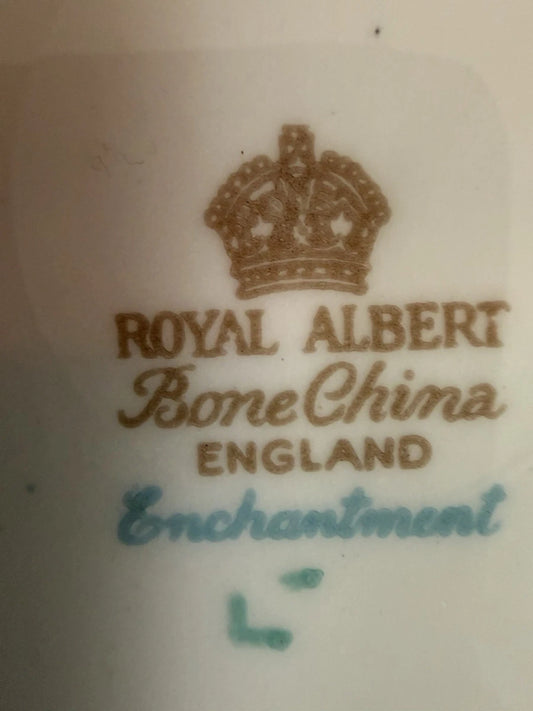 ROYAL ALBERT
Bone China
ENGLAND
Enchantment